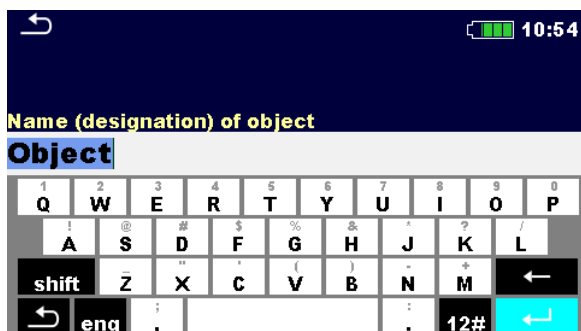 10:54
Name (designation) of object
Object
1 2 3 4 5 6 7 8 9 0
Q W E R T Y U I O P
! @ # $ % & * ? /
A S D F G H J K L
_ " ' ( ) - +
shift Z X C V B N M ←
; :
eng , . 12#